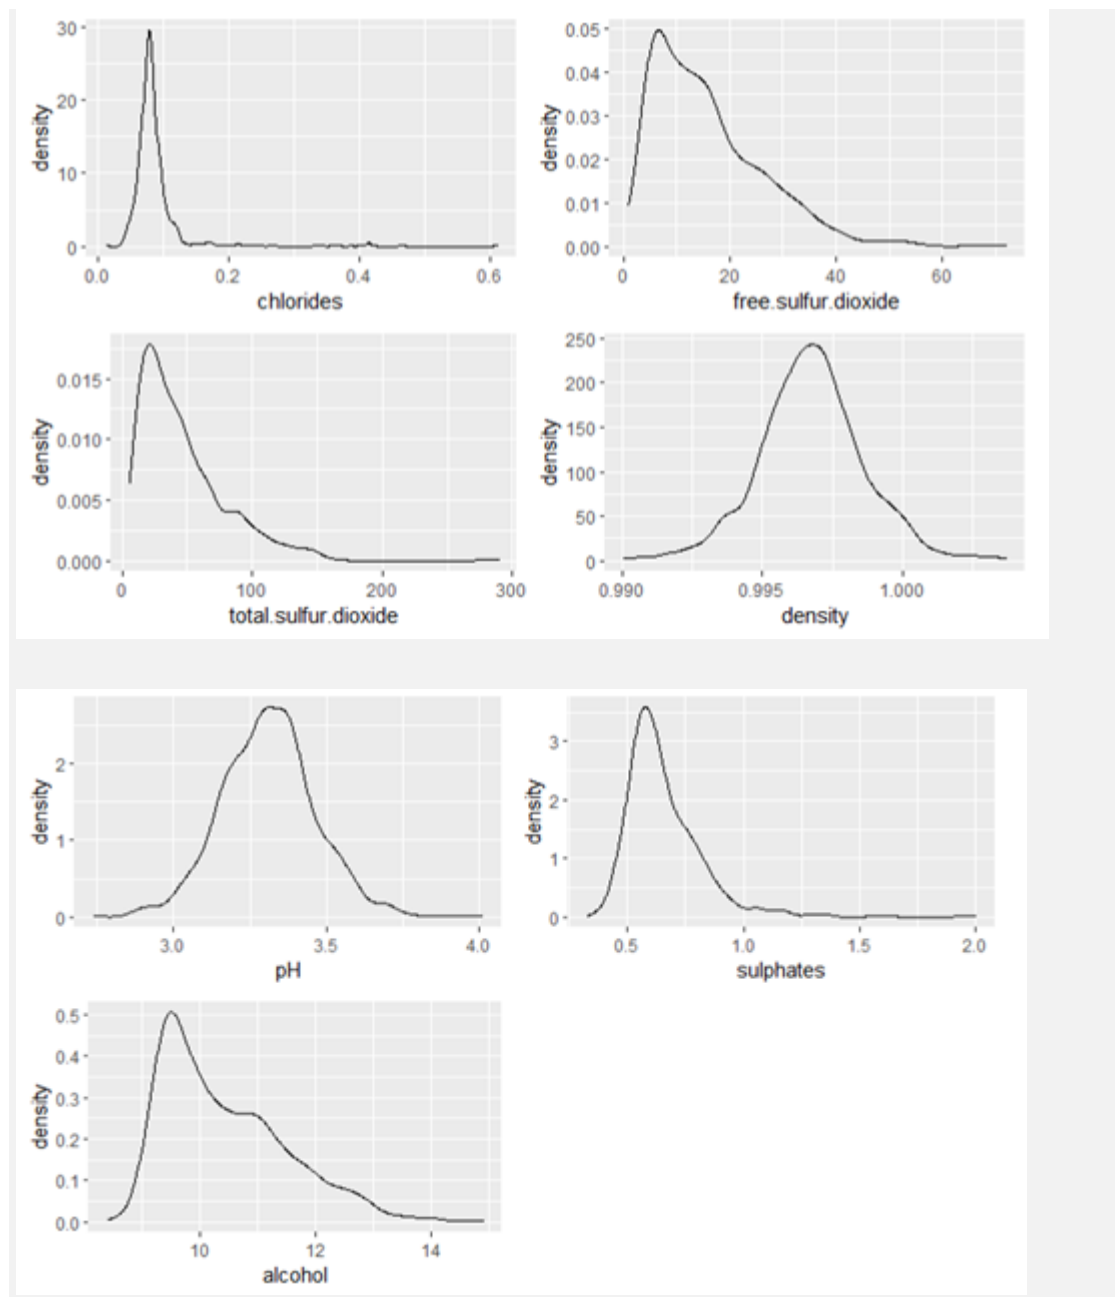 30
20
10
0
density
0.0 0.2 0.4 0.6
chlorides
0.05
0.04
0.03
0.02
0.01
0.00
density
0 20 40 60
free.sulfur.dioxide
0.015
0.010
0.005
0.000
density
0 100 200 300
total.sulfur.dioxide
250
200
150
100
50
0
density
0.990 0.995 1.000
density
2
1
0
density
3.0 3.5 4.0
pH
3
2
1
0
density
0.5 1.0 1.5 2.0
sulphates
0.5
0.4
0.3
0.2
0.1
0.0
density
10 12 14
alcohol